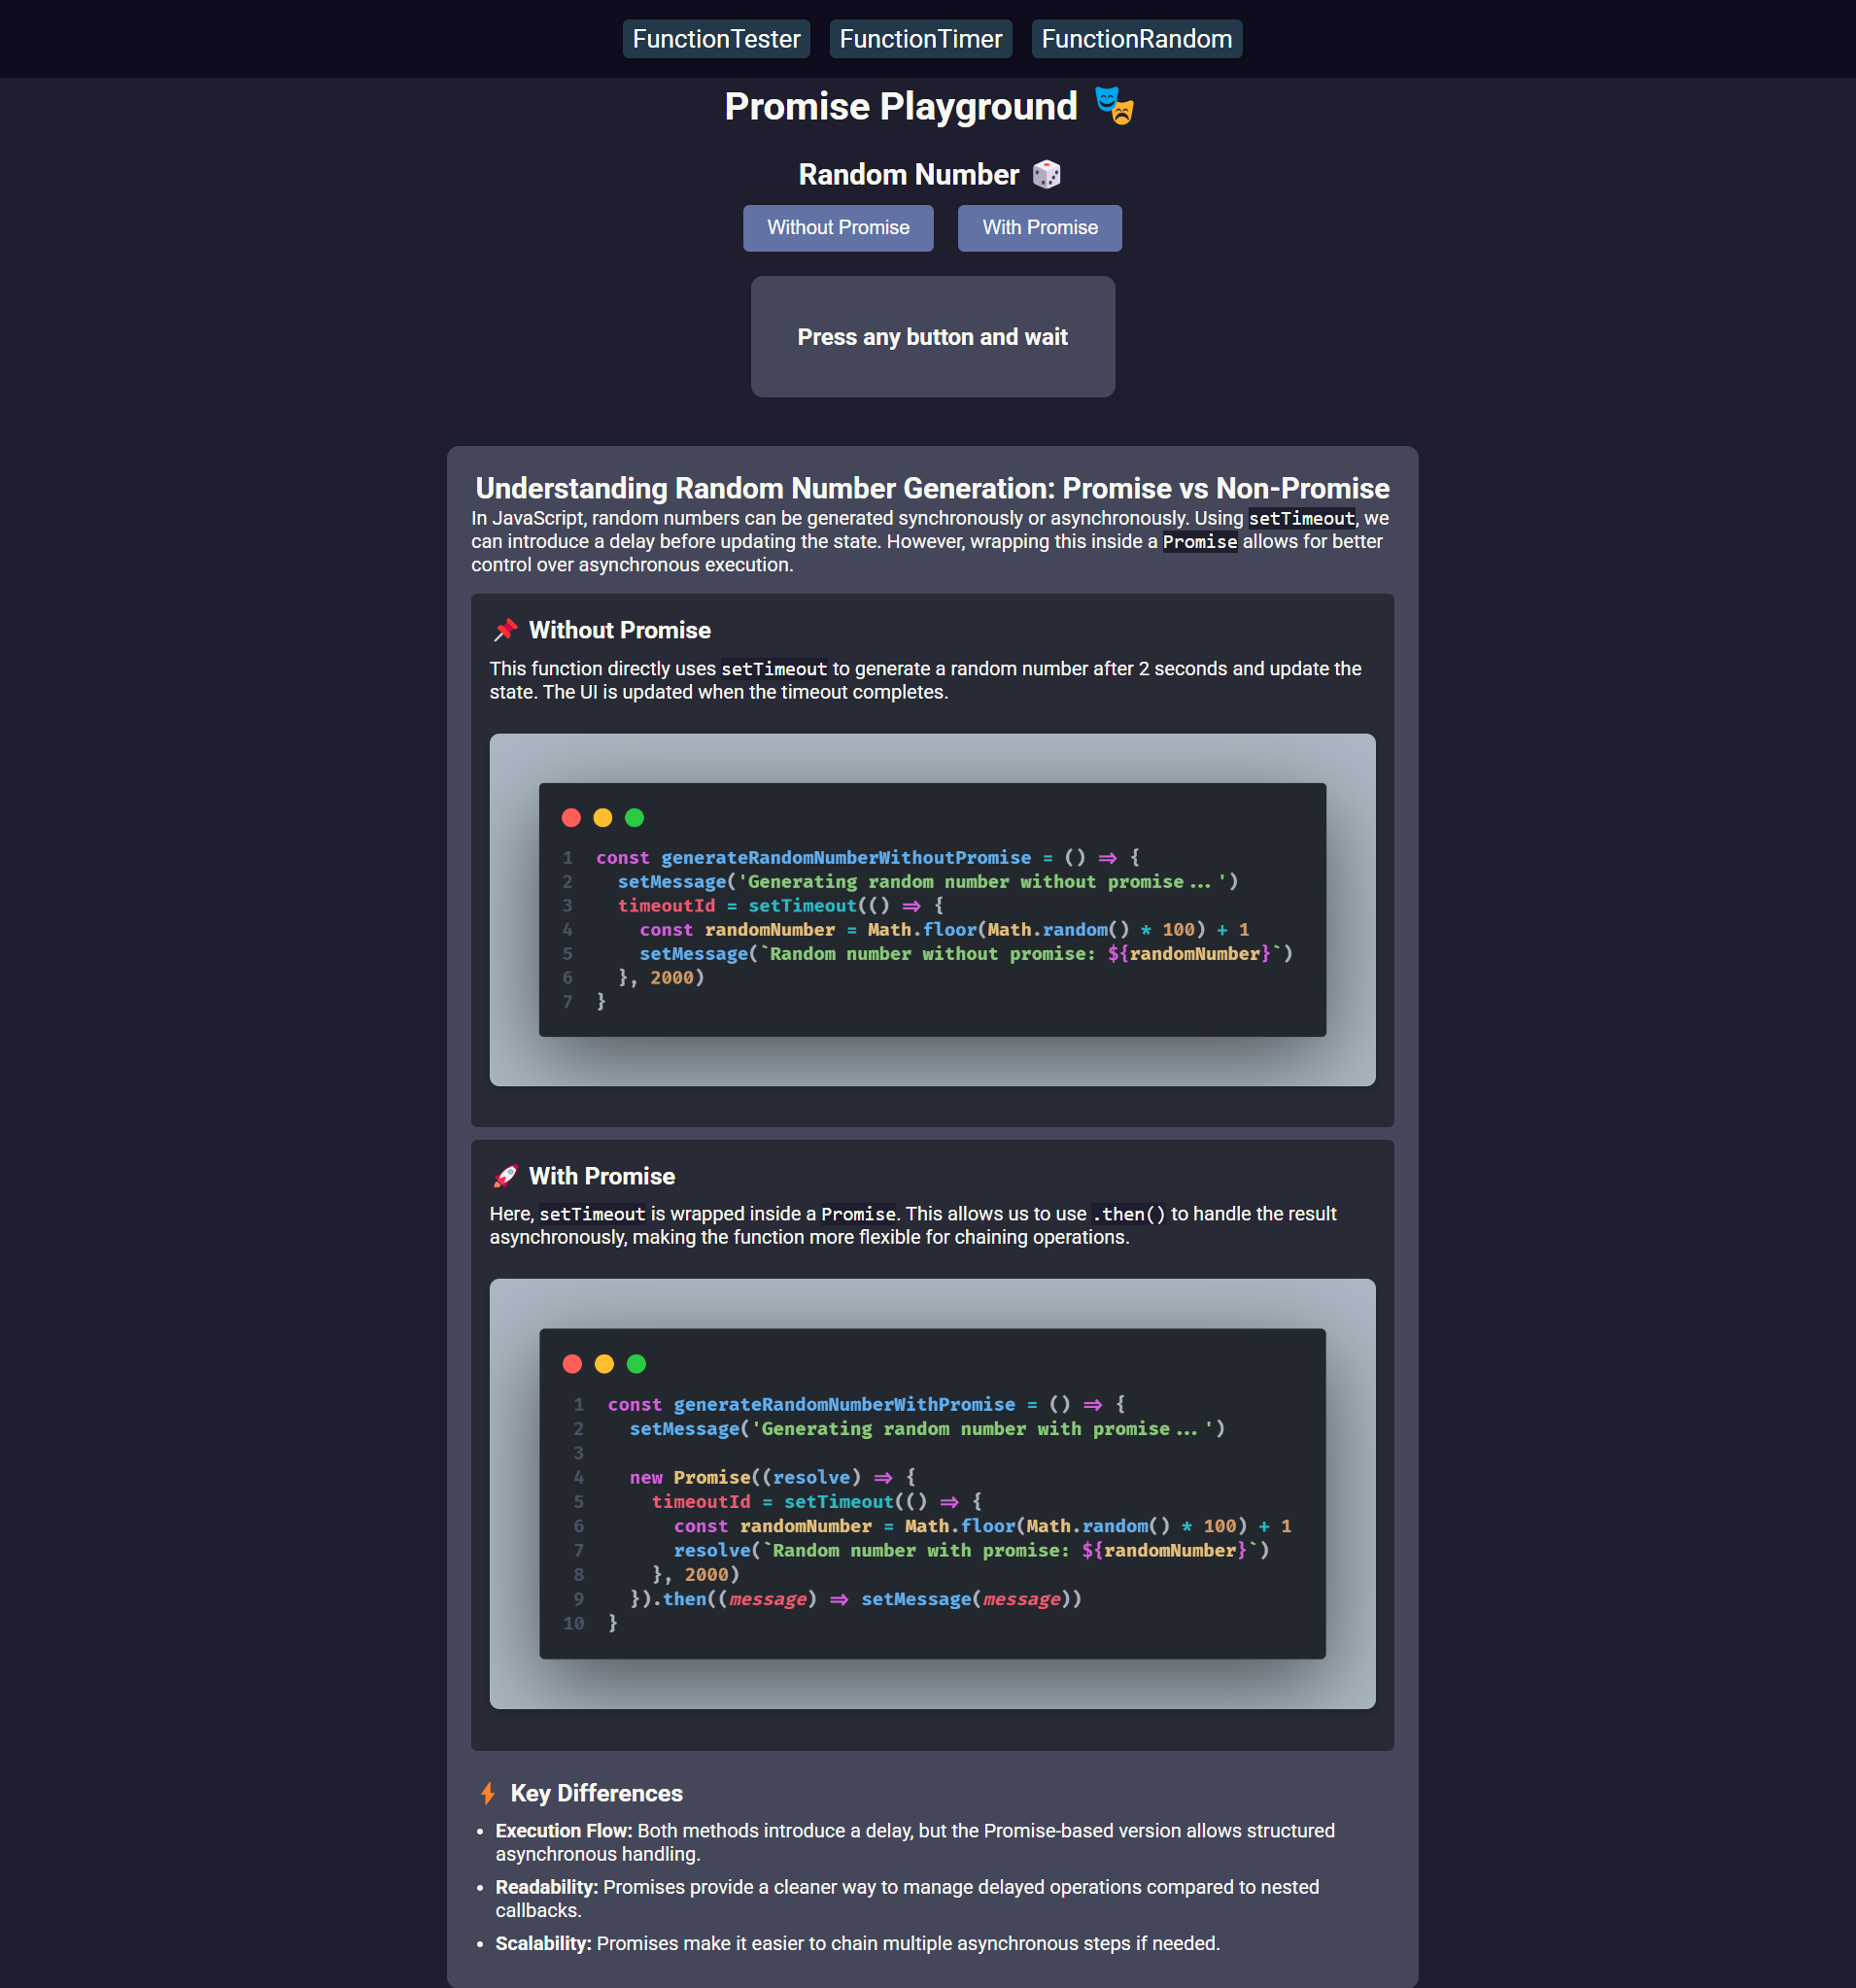 FunctionTester FunctionTimer FunctionRandom
Promise Playground 🎭
Random Number 🎲
Without Promise With Promise
Press any button and wait
Understanding Random Number Generation: Promise vs Non-Promise
In JavaScript, random numbers can be generated synchronously or asynchronously. Using setTimeout, we
can introduce a delay before updating the state. However, wrapping this inside a Promise allows for better
control over asynchronous execution.
📌 Without Promise
This function directly uses setTimeout to generate a random number after 2 seconds and update the
state. The UI is updated when the timeout completes.
1 const generateRandomNumberWithoutPromise = () => {
2   setMessage('Generating random number without promise...')
3   timeoutId = setTimeout(() => {
4     const randomNumber = Math.floor(Math.random() * 100) + 1
5     setMessage(`Random number without promise: ${randomNumber}`)
6   }, 2000)
7 }
🚀 With Promise
Here, setTimeout is wrapped inside a Promise. This allows us to use .then() to handle the result
asynchronously, making the function more flexible for chaining operations.
1 const generateRandomNumberWithPromise = () => {
2   setMessage('Generating random number with promise...')
3
4   new Promise((resolve) => {
5     timeoutId = setTimeout(() => {
6       const randomNumber = Math.floor(Math.random() * 100) + 1
7       resolve(`Random number with promise: ${randomNumber}`)
8     }, 2000)
9   }).then((message) => setMessage(message))
10 }
⚡ Key Differences
• Execution Flow: Both methods introduce a delay, but the Promise-based version allows structured
asynchronous handling.
• Readability: Promises provide a cleaner way to manage delayed operations compared to nested
callbacks.
• Scalability: Promises make it easier to chain multiple asynchronous steps if needed.